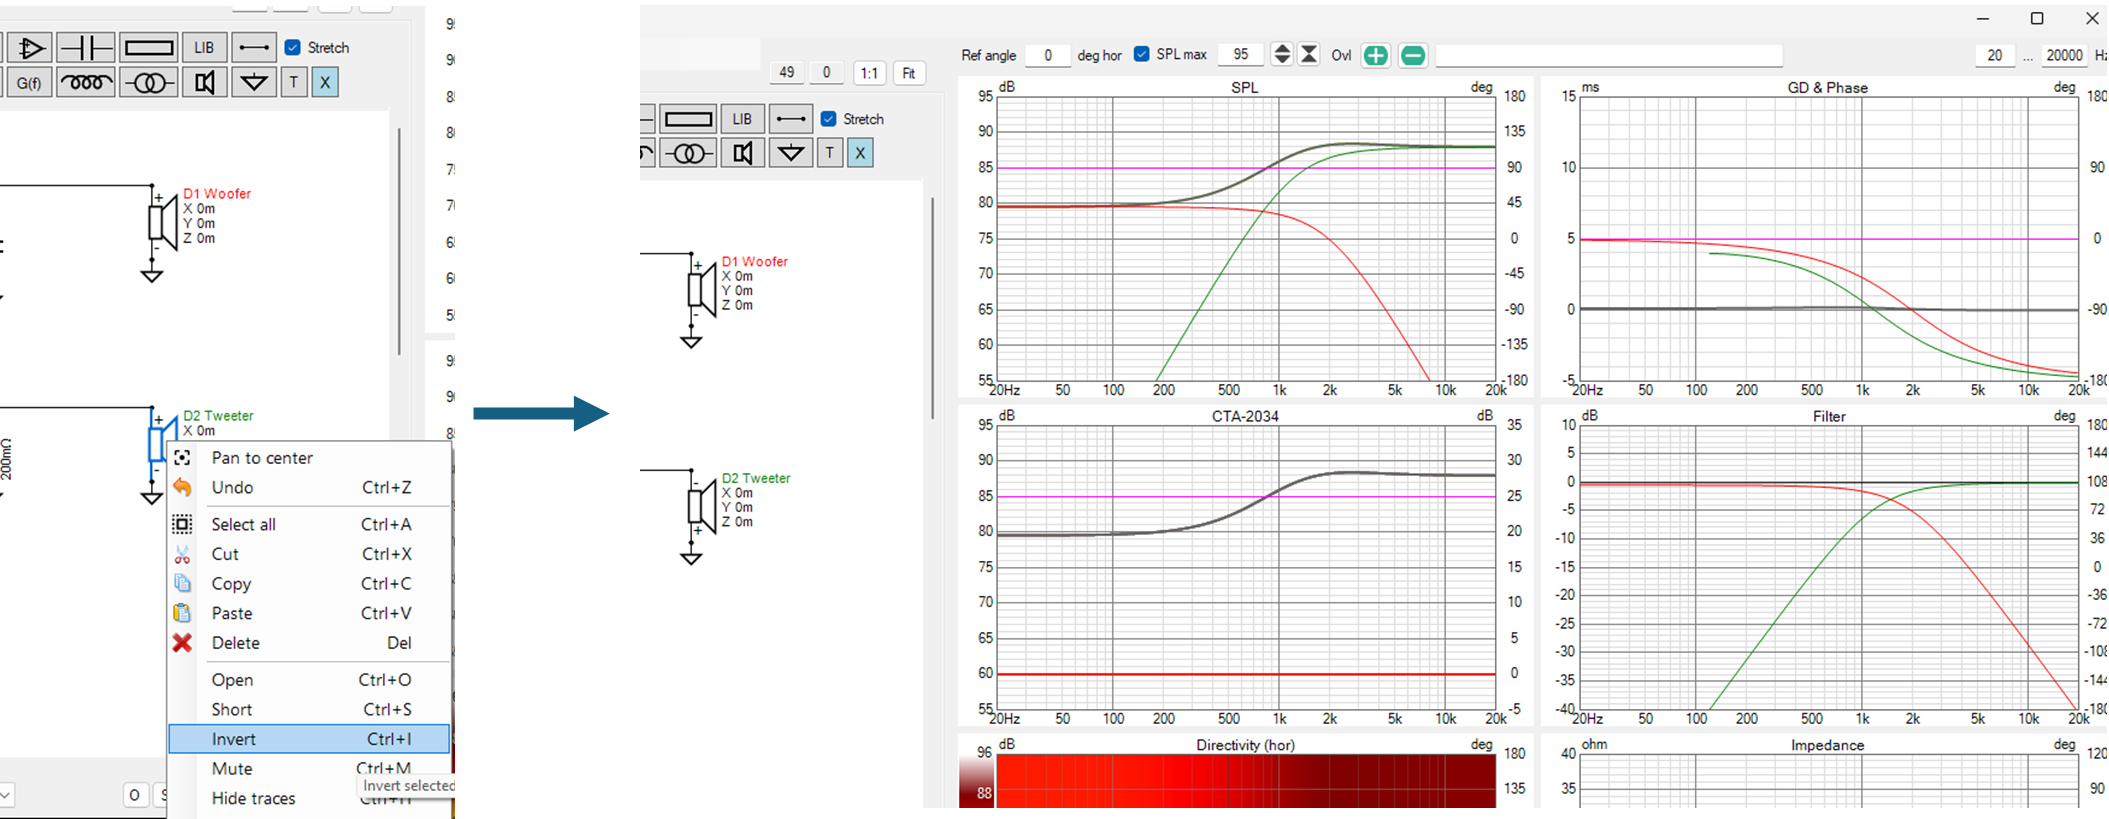 LIB
Stretch
G(f)
T
X
D1 Woofer
X 0m
Y 0m
Z 0m
D2 Tweeter
X 0m
200mΩ
Pan to center
Undo Ctrl+Z
Select all Ctrl+A
Cut Ctrl+X
Copy Ctrl+C
Paste Ctrl+V
Delete Del
Open Ctrl+O
Short Ctrl+S
Invert Ctrl+I
Mute Ctrl+M
Invert selected
Hide traces
O
49 0 1:1 Fit
LIB
Stretch
T
X
D1 Woofer
X 0m
Y 0m
Z 0m
D2 Tweeter
X 0m
Y 0m
Z 0m
Ref angle 0 deg hor SPL max 95 Ovl 20 ... 20000 Hz
dB SPL deg
95 90 85 80 75 70 65 60 55
180 135 90 45 0 -45 -90 -135 -180
20Hz 50 100 200 500 1k 2k 5k 10k 20k
ms GD & Phase deg
15 10 5 0 -5
180 90 0 -90 -180
20Hz 50 100 200 500 1k 2k 5k 10k 20k
dB CTA-2034 dB
95 90 85 80 75 70 65 60 55
35 30 25 20 15 10 5 0 -5
20Hz 50 100 200 500 1k 2k 5k 10k 20k
dB Filter deg
10 5 0 -5 -10 -15 -20 -25 -30 -35 -40
180 144 108 72 36 0 -36 -72 -108 -144 -180
20Hz 50 100 200 500 1k 2k 5k 10k 20k
dB Directivity (hor) deg
96 88
180 135
ohm Impedance deg
40 35
120 90